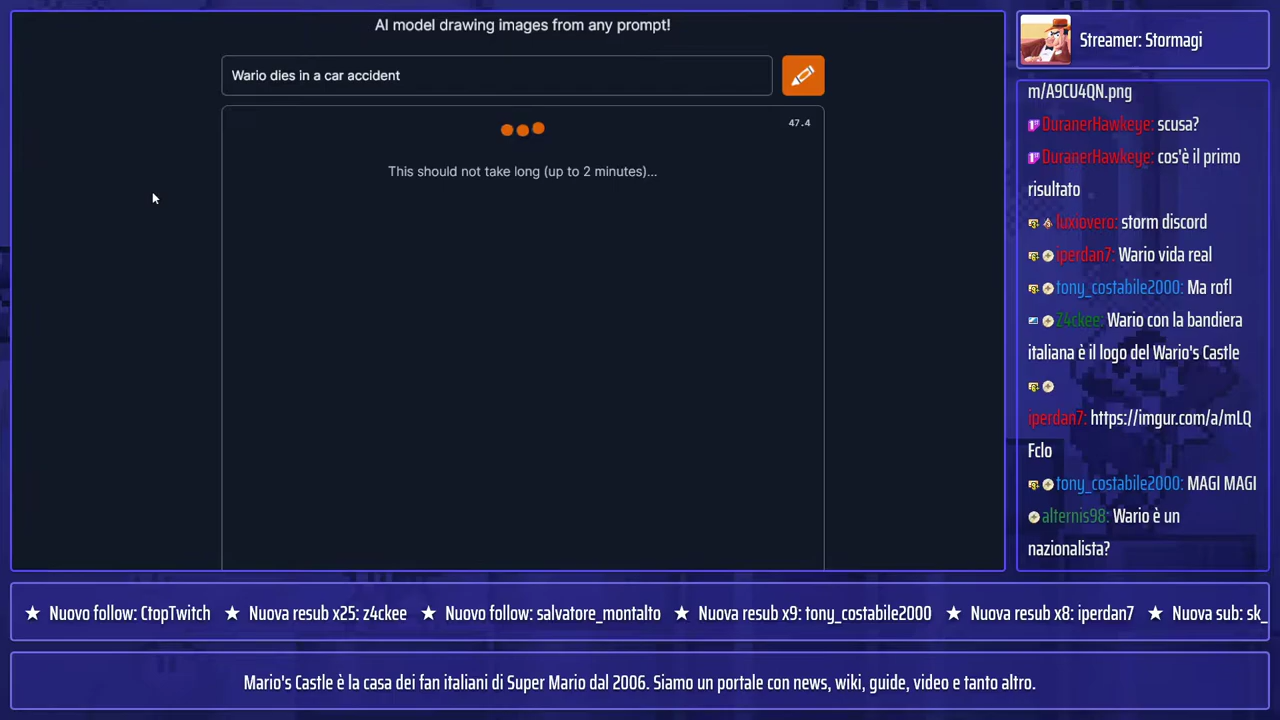 AI model drawing images from any prompt!
Wario dies in a car accident
47.4
This should not take long (up to 2 minutes)...
Streamer: Stormagi
m/A9CU4QN.png
DuranerHawkeye: scusa?
DuranerHawkeye: cos'è il primo
risultato
luxiovero: storm discord
iperdan7: Wario vida real
tony_costabile2000: Ma rofl
Z4ckee: Wario con la bandiera
italiana è il logo del Wario's Castle
iperdan7: https://imgur.com/a/mLQ
Fclo
tony_costabile2000: MAGI MAGI
alternis98: Wario è un
nazionalista?
★ Nuovo follow: CtopTwitch ★ Nuova resub x25: z4ckee ★ Nuovo follow: salvatore_montalto ★ Nuova resub x9: tony_costabile2000 ★ Nuova resub x8: iperdan7 ★ Nuova sub: sk_
Mario's Castle è la casa dei fan italiani di Super Mario dal 2006. Siamo un portale con news, wiki, guide, video e tanto altro.